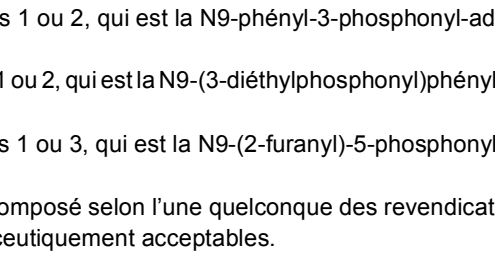 s 1 ou 2, qui est la N9-phényl-3-phosphonyl-ad
1 ou 2, qui est la N9-(3-diéthylphosphonyl)phényl
s 1 ou 3, qui est la N9-(2-furanyl)-5-phosphonyl
omposé selon l’une quelconque des revendicat
ceutiquement acceptables.